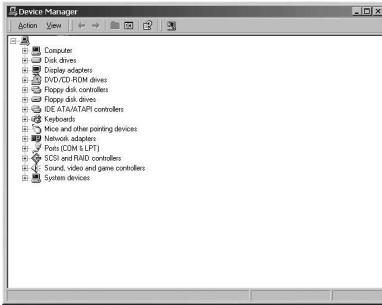 Device Manager
Action View
Computer
Disk drives
Display adapters
DVD/CD-ROM drives
Floppy disk controllers
Floppy disk drives
IDE ATA/ATAPI controllers
Keyboards
Mice and other pointing devices
Network adapters
Ports (COM & LPT)
SCSI and RAID controllers
Sound, video and game controllers
System devices